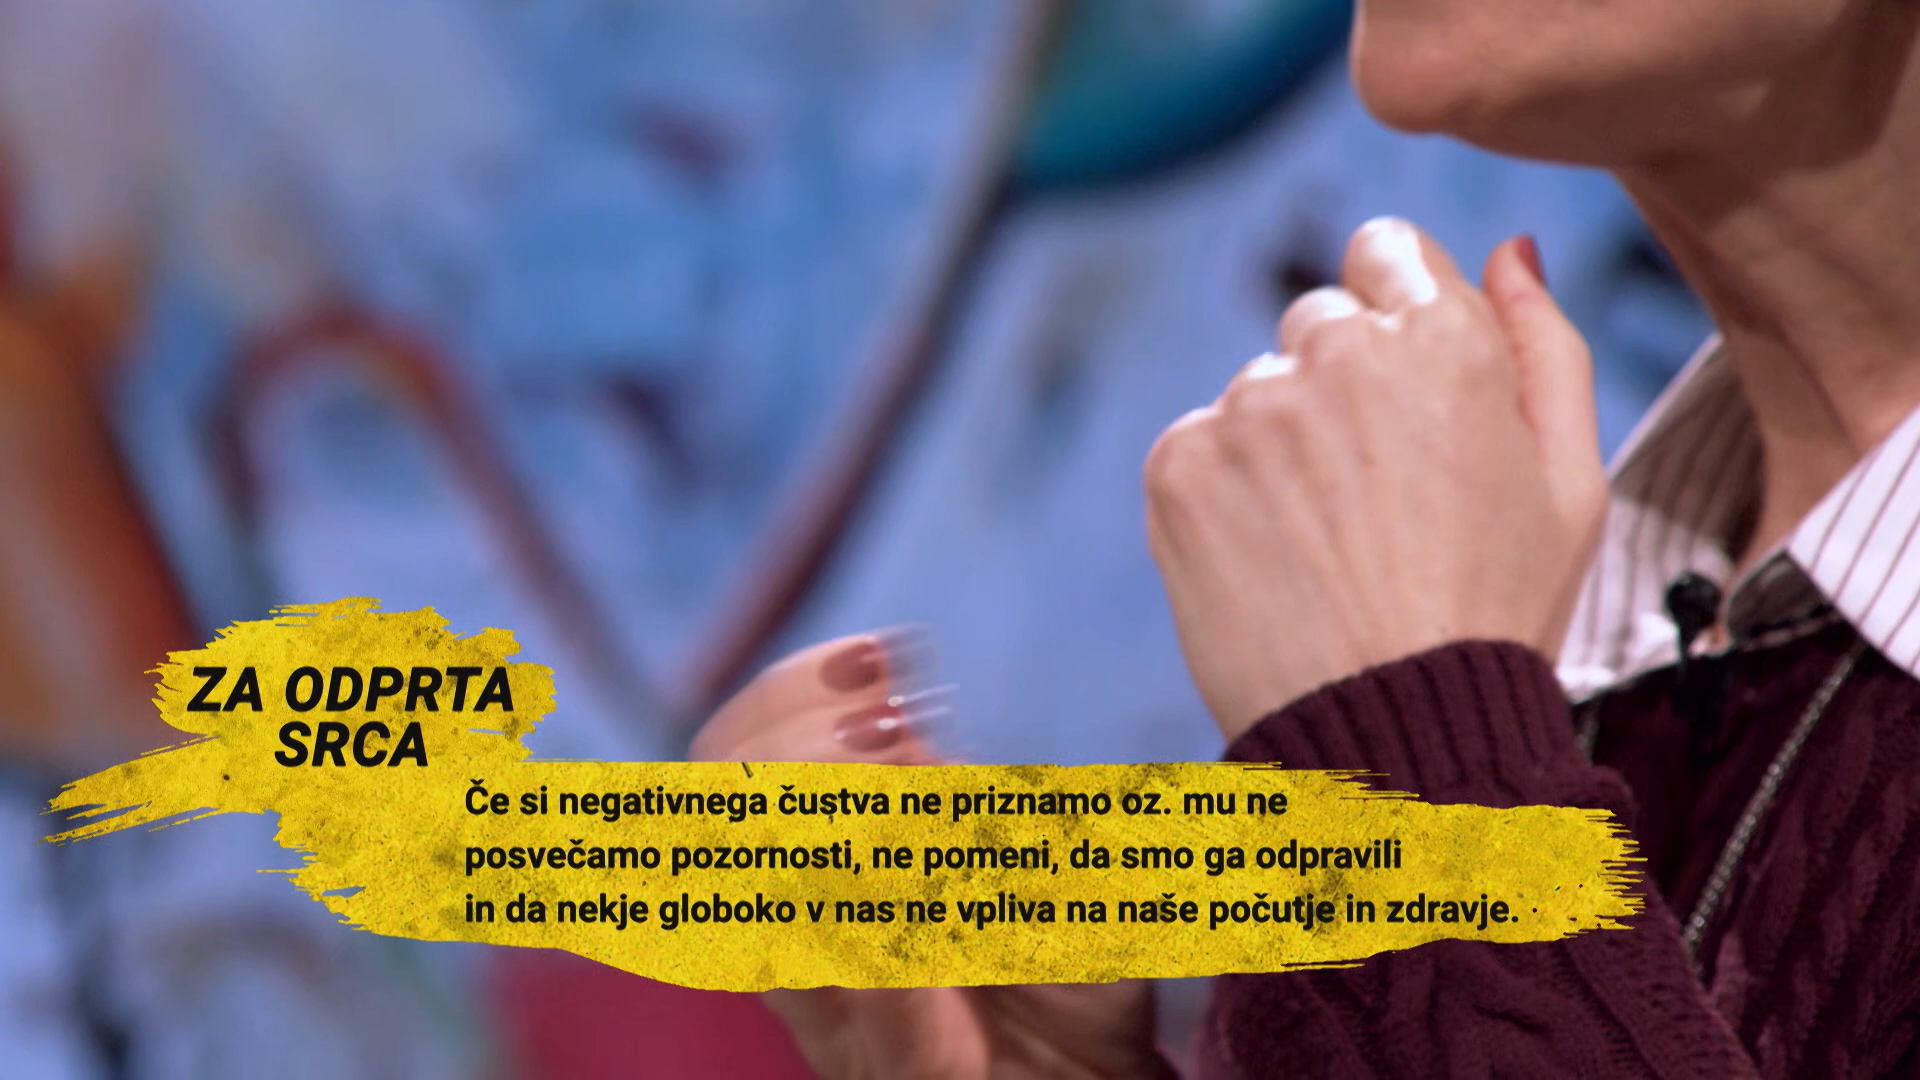 ZA ODPRTA
SRCA
Če si negativnega čustva ne priznamo oz. mu ne
posvečamo pozornosti, ne pomeni, da smo ga odpravili
in da nekje globoko v nas ne vpliva na naše počutje in zdravje.